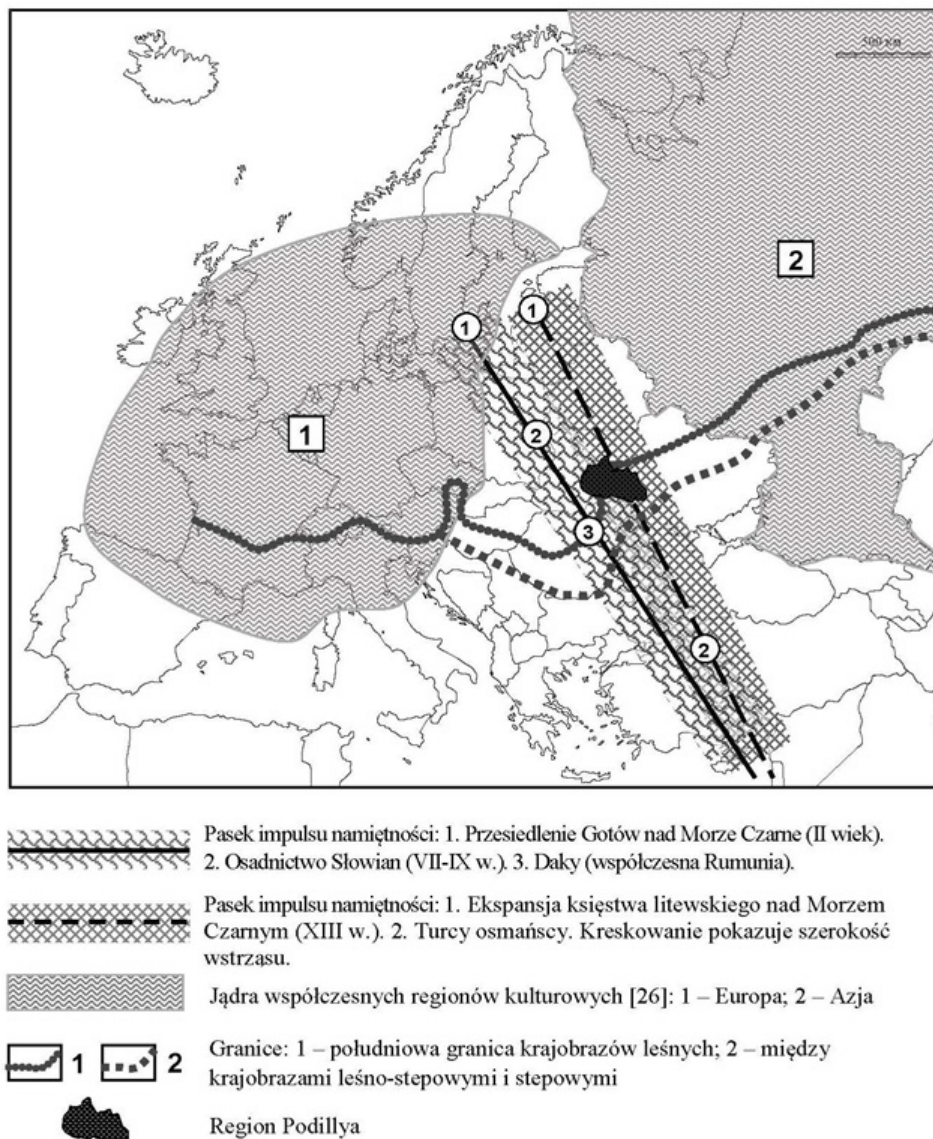 500 км
2
1
1
2
3
2
1
Pasek impulsu namiętności: 1. Przesiedlenie Gotów nad Morze Czarne (II wiek).
2. Osadnictwo Słowian (VII-IX w.). 3. Daky (współczesna Rumunia).
Pasek impulsu namiętności: 1. Ekspansja księstwa litewskiego nad Morzem
Czarnym (XIII w.). 2. Turcy osmańscy. Kreskowanie pokazuje szerokość
wstrząsu.
Jądra współczesnych regionów kulturowych [26]: 1 – Europa; 2 – Azja
1 2 Granice: 1 – południowa granica krajobrazów leśnych; 2 – między
krajobrazami leśno-stepowymi i stepowymi
Region Podillya